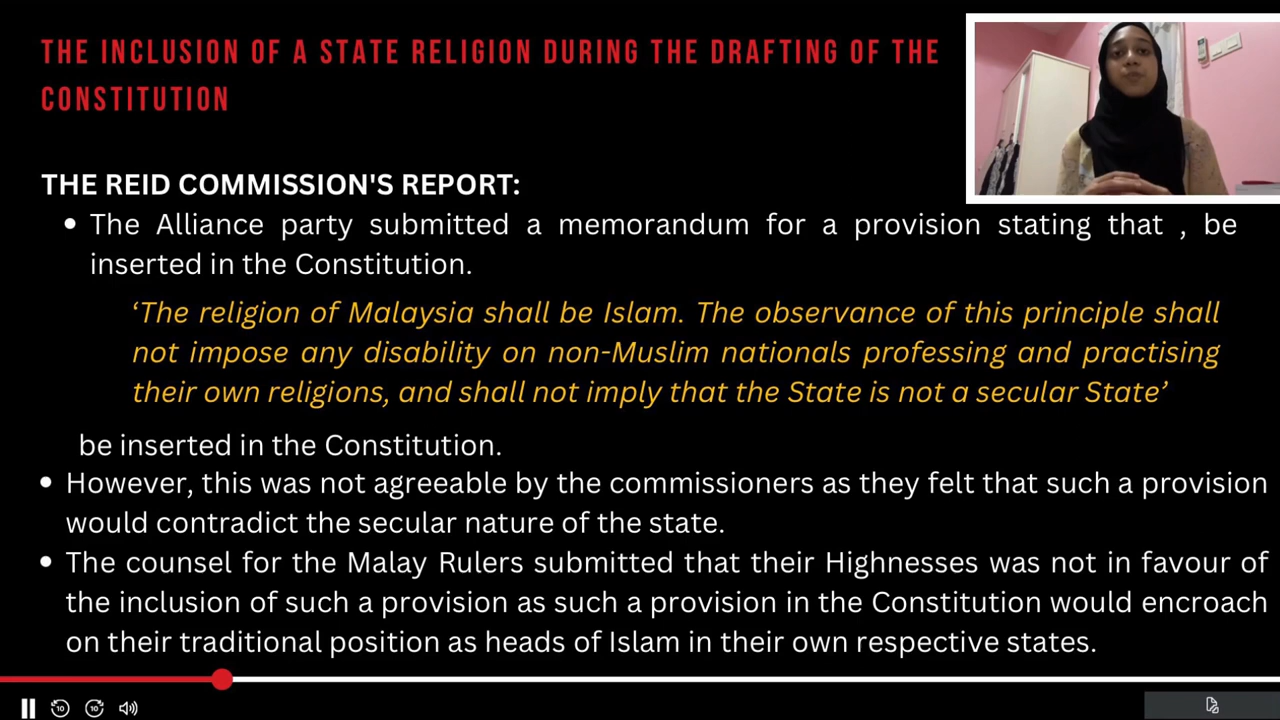 THE INCLUSION OF A STATE RELIGION DURING THE DRAFTING OF THE
CONSTITUTION
THE REID COMMISSION'S REPORT:
• The Alliance party submitted a memorandum for a provision stating that , be
inserted in the Constitution.
‘The religion of Malaysia shall be Islam. The observance of this principle shall
not impose any disability on non-Muslim nationals professing and practising
their own religions, and shall not imply that the State is not a secular State’
be inserted in the Constitution.
• However, this was not agreeable by the commissioners as they felt that such a provision
would contradict the secular nature of the state.
• The counsel for the Malay Rulers submitted that their Highnesses was not in favour of
the inclusion of such a provision as such a provision in the Constitution would encroach
on their traditional position as heads of Islam in their own respective states.
10 10